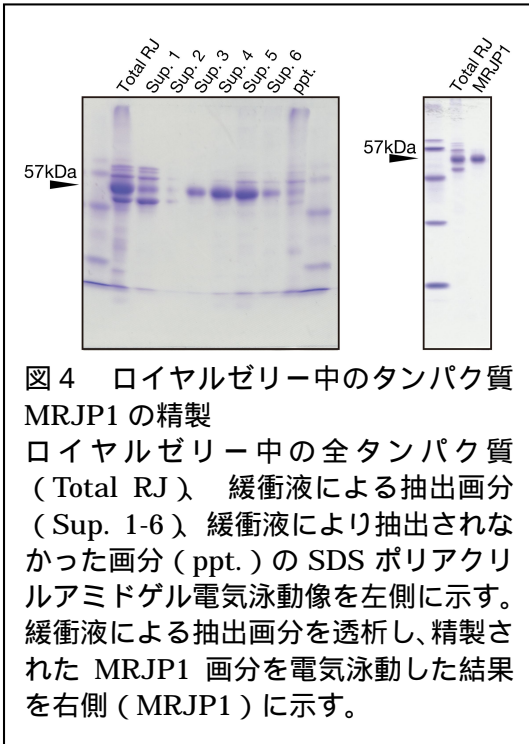 Total RJ
Sup. 1
Sup. 2
Sup. 3
Sup. 4
Sup. 5
Sup. 6
ppt.
57kDa
Total RJ
MRJP1
57kDa
図4 ロイヤルゼリー中のタンパク質
MRJP1 の精製
ロイヤルゼリー中の全タンパク質
（Total RJ）、緩衝液による抽出画分
（Sup. 1-6）、緩衝液により抽出されな
かった画分（ppt.）の SDS ポリアクリ
ルアミドゲル電気泳動像を左側に示す。
緩衝液による抽出画分を透析し、精製さ
れた MRJP1 画分を電気泳動した結果
を右側（MRJP1）に示す。